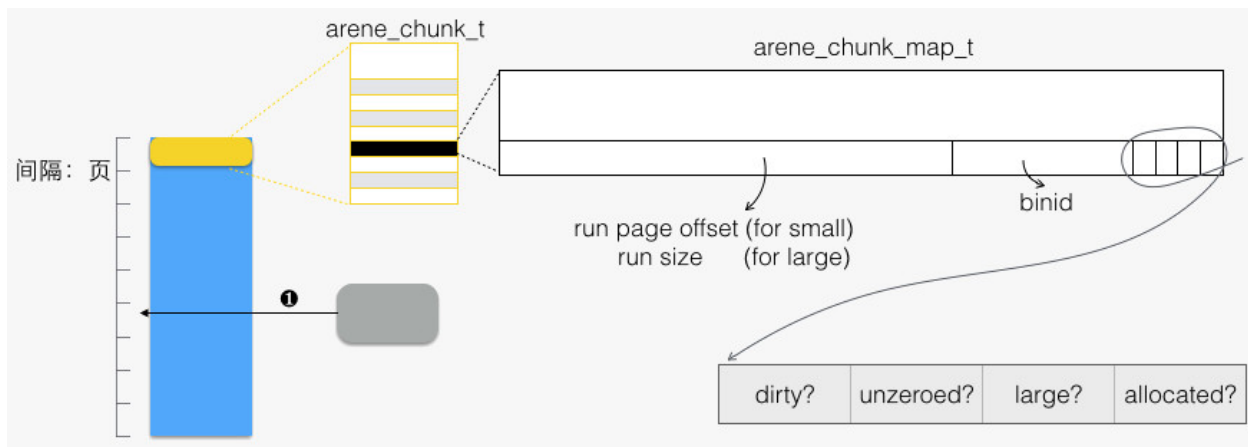 arene_chunk_t
arene_chunk_map_t
间隔：页
run page offset (for small)
run size (for large)
binid
❶
dirty?
unzeroed?
large?
allocated?